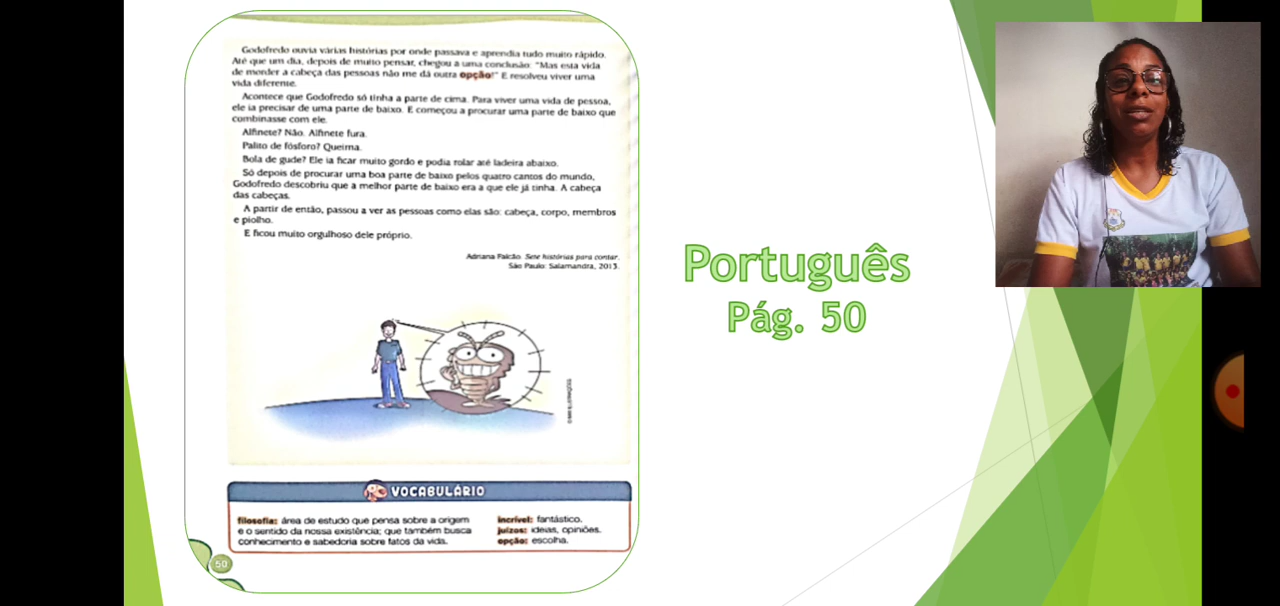 Godofredo ouvia várias histórias por onde passava e aprendia tudo muito rápido.
Até que um dia, depois de muito pensar, chegou a uma conclusão: "Mas esta vida
de morder a cabeça das pessoas não me dá outra opção!" E resolveu viver uma
vida diferente.
Acontece que Godofredo só tinha a parte de cima. Para viver uma vida de pessoa,
ele ia precisar de uma parte de baixo. E começou a procurar uma parte de baixo que
combinasse com ele.
Alfinete? Não. Alfinete fura.
Palito de fósforo? Queima.
Bola de gude? Ele ia ficar muito gordo e podia rolar até ladeira abaixo.
Só depois de procurar uma boa parte de baixo pelos quatro cantos do mundo,
Godofredo descobriu que a melhor parte de baixo era a que ele já tinha. A cabeça
das cabeças.
A partir de então, passou a ver as pessoas como elas são: cabeça, corpo, membros
e piolho.
E ficou muito orgulhoso dele próprio.
Adriana Falcão. Sete histórias para contar.
São Paulo: Salamandra, 2013.
VOCABULÁRIO
filosofia: área de estudo que pensa sobre a origem
e o sentido da nossa existência; que também busca
conhecimento e sabedoria sobre fatos da vida.
incrível: fantástico.
juízos: ideias, opiniões.
opção: escolha.
50
Português
Pág. 50